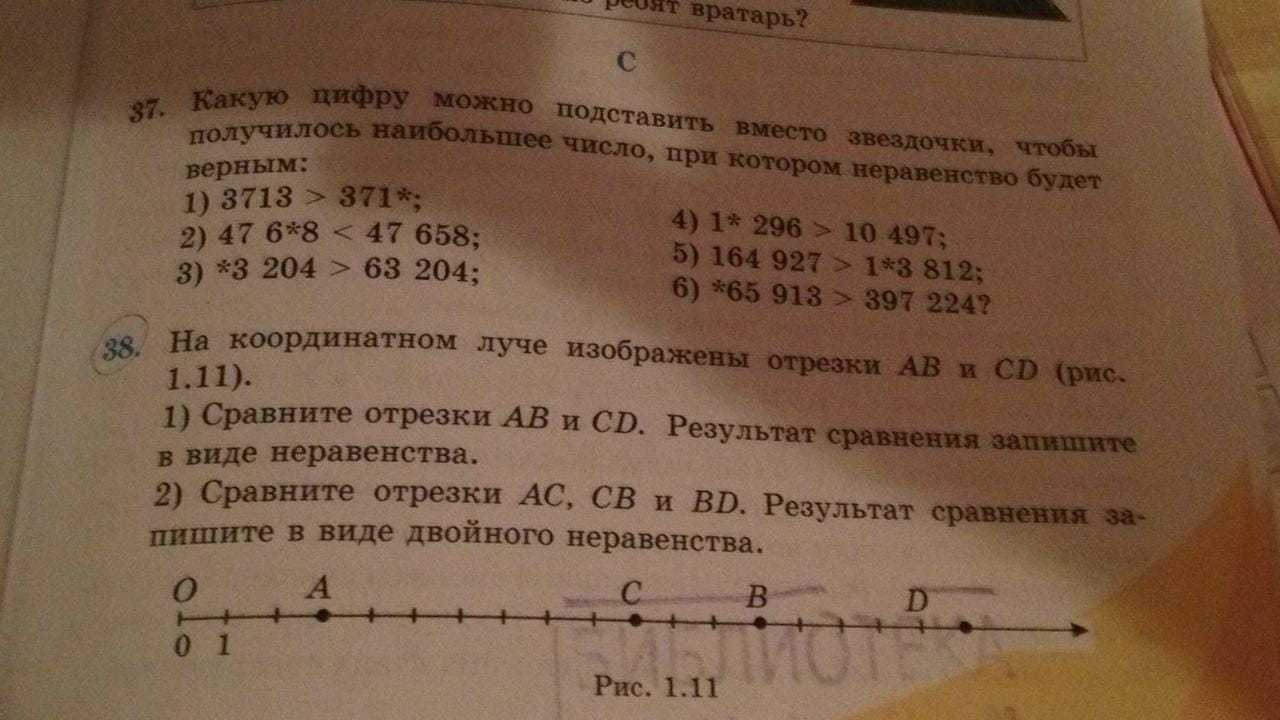 ребят вратарь?
С
37. Какую цифру можно подставить вместо звездочки, чтобы
получилось наибольшее число, при котором неравенство будет
верным:
1) 3713 > 371*;
2) 47 6*8 < 47 658;
3) *3 204 > 63 204;
4) 1* 296 > 10 497;
5) 164 927 > 1*3 812;
6) *65 913 > 397 224?
38. На координатном луче изображены отрезки AB и CD (рис.
1.11).
1) Сравните отрезки AB и CD. Результат сравнения запишите
в виде неравенства.
2) Сравните отрезки AC, CB и BD. Результат сравнения за-
пишите в виде двойного неравенства.
O A C B D
0 1
Рис. 1.11